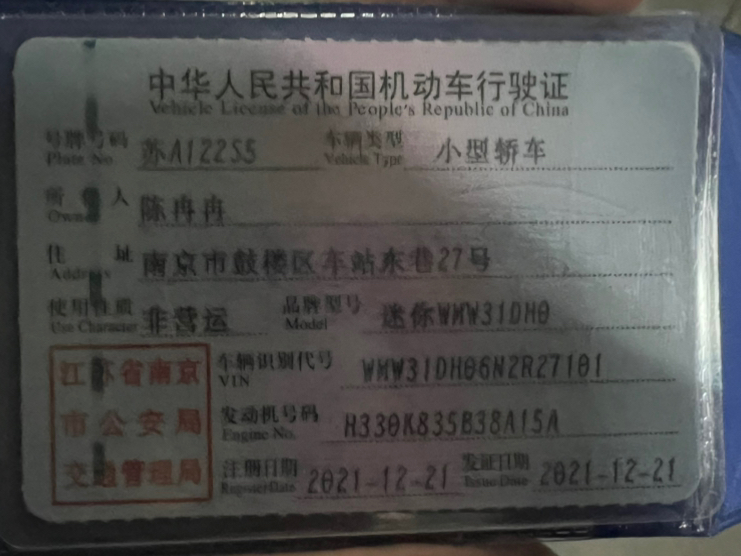 中华人民共和国机动车行驶证
Vehicle License of the People's Republic of China
号牌号码 苏A122S5 车辆类型 小型轿车
Plate No. Vehicle Type
所有人 陈冉冉
Owner
住址 南京市鼓楼区车站东巷27号
Address
使用性质 非营运 品牌型号 迷你WMW31DH0
Use Character Model
江苏省南京市公安局交通管理局
车辆识别代号 WMW31DH06N2R27101
VIN
发动机号码 H330K835B38A15A
Engine No.
注册日期 2021-12-21 发证日期 2021-12-21
Register Date Issue Date